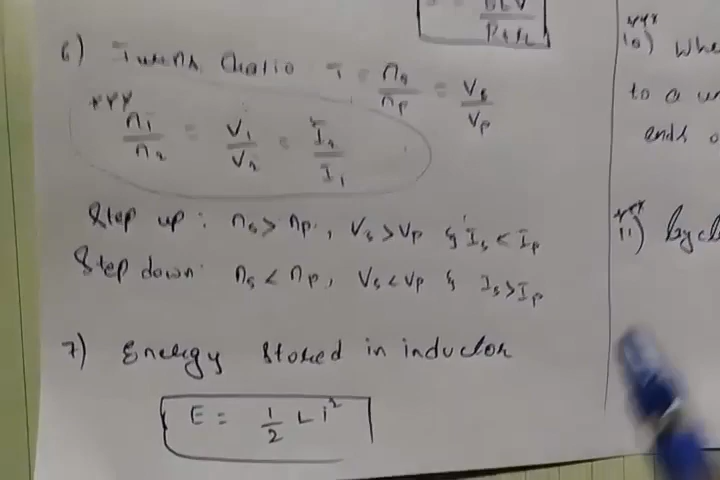 6) Turns Ratio T = ns/np = Vs/Vp
n1/n2 = V1/V2 = I2/I1
Step up: ns > np, Vs > Vp & Is < Ip
Step down: ns < np, Vs < Vp & Is > Ip
7) Energy stored in inductor
E = 1/2 L i²
10) Whe
to a un
ends o
11)